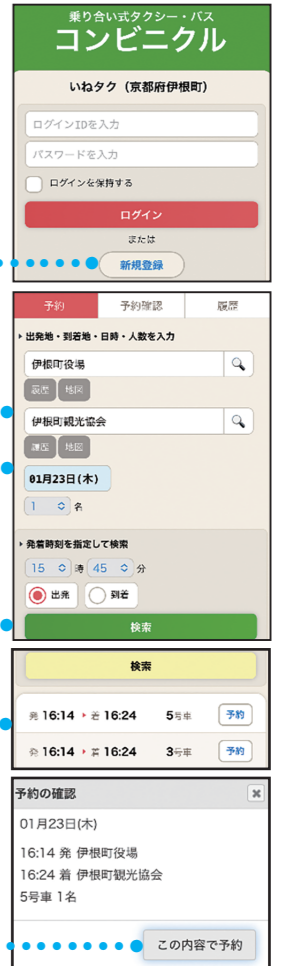 乗り合い式タクシー・バス
コンビニクル
いねタク (京都府伊根町)
ログインIDを入力
パスワードを入力
ログインを保持する
ログイン
または
新規登録
予約 予約確認 履歴
出発地・到着地・日時・人数を入力
伊根町役場
履歴 地図
伊根町観光協会
履歴 地図
01月23日(木)
1 名
発着時刻を指定して検索
15 時 45 分
出発 到着
検索
検索
発 16:14 着 16:24 5号車 予約
発 16:14 着 16:24 3号車 予約
予約の確認
01月23日(木)
16:14 発 伊根町役場
16:24 着 伊根町観光協会
5号車 1名
この内容で予約